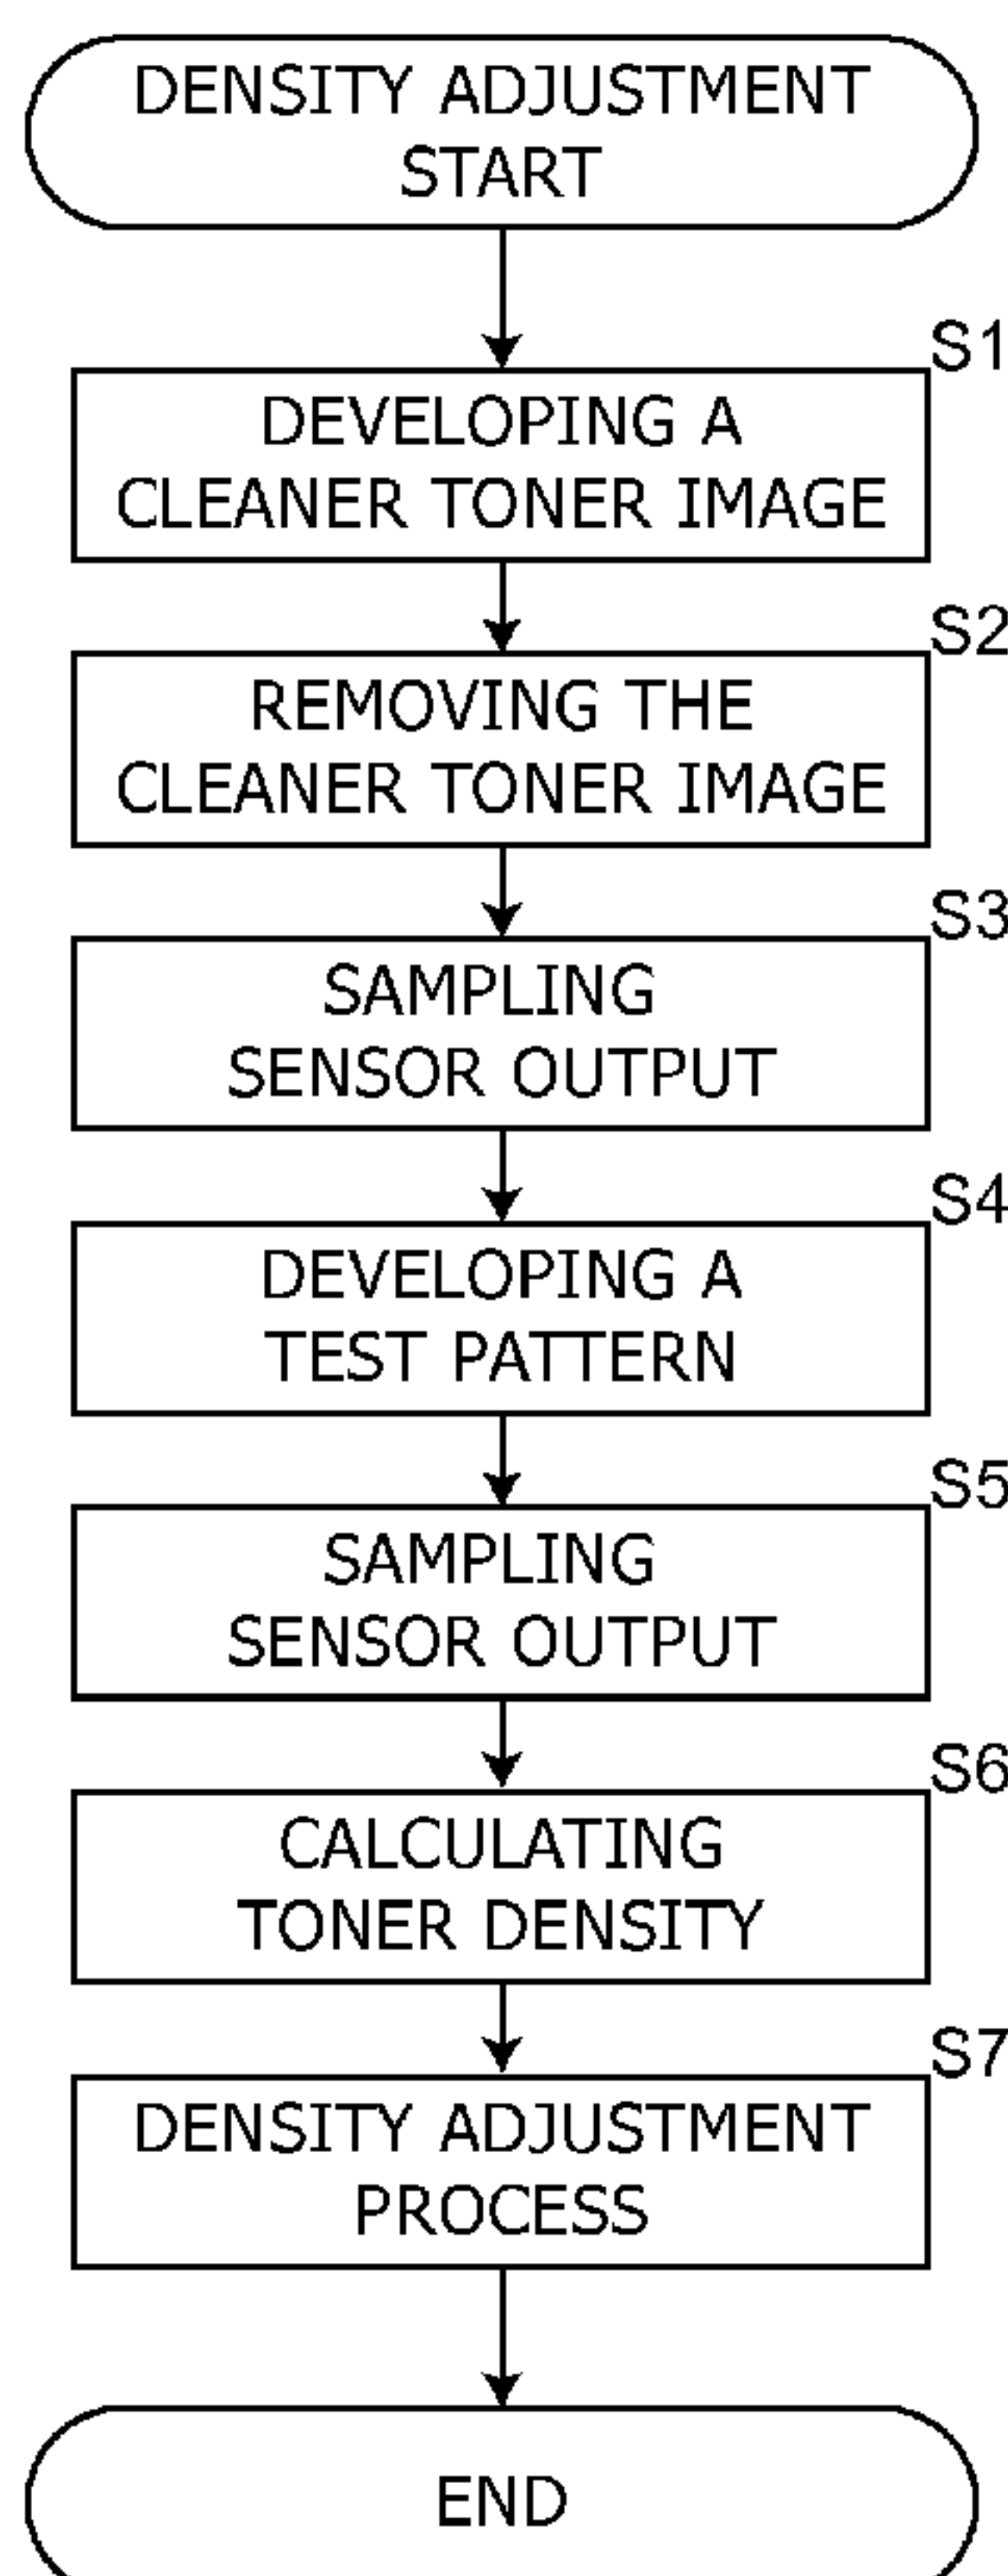 DENSITY ADJUSTMENT
START
S1
DEVELOPING A
CLEANER TONER IMAGE
S2
REMOVING THE
CLEANER TONER IMAGE
S3
SAMPLING
SENSOR OUTPUT
S4
DEVELOPING A
TEST PATTERN
S5
SAMPLING
SENSOR OUTPUT
S6
CALCULATING
TONER DENSITY
S7
DENSITY ADJUSTMENT
PROCESS
END